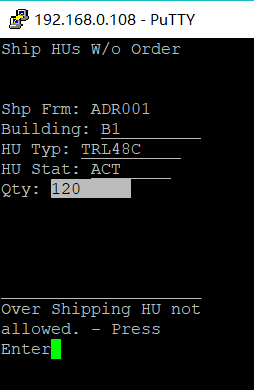 192.168.0.108 - PuTTY
Ship HUs W/o Order
Shp Frm: ADR001
Building: B1
HU Typ: TRL48C
HU Stat: ACT
Qty: 120
Over Shipping HU not
allowed. - Press
Enter